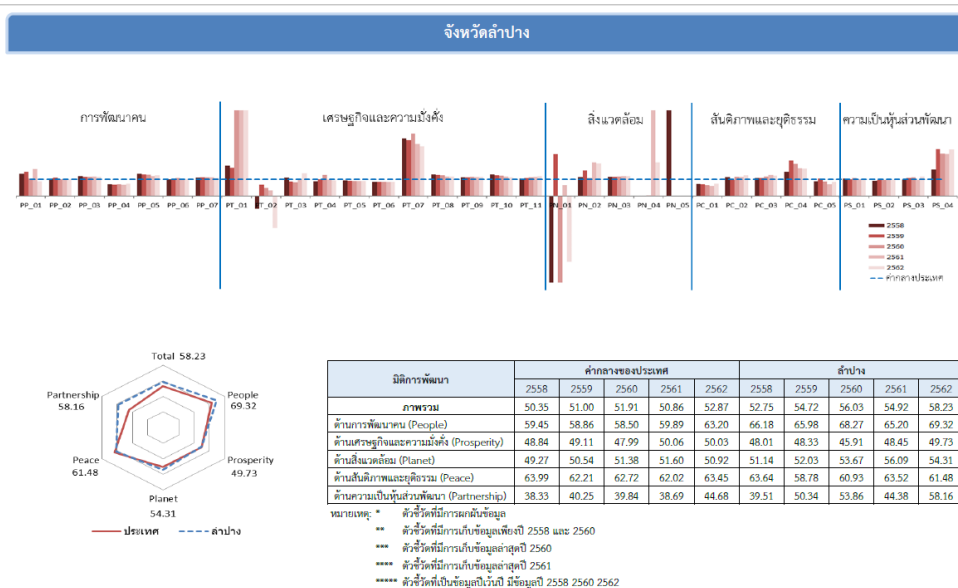 จังหวัดลำปาง
การพัฒนาคน
เศรษฐกิจและความมั่งคั่ง
สิ่งแวดล้อม
สันติภาพและยุติธรรม
ความเป็นหุ้นส่วนพัฒนา
PP_01 PP_02 PP_03 PP_04 PP_05 PP_06 PP_07 PT_01 PT_02 PT_03 PT_04 PT_05 PT_06 PT_07 PT_08 PT_09 PT_10 PT_11 PN_01 PN_02 PN_03 PN_04 PN_05 PC_01 PC_02 PC_03 PC_04 PC_05 PS_01 PS_02 PS_03 PS_04
2558
2559
2560
2561
2562
ค่ากลางประเทศ
Total 58.23
People
69.32
Prosperity
49.73
Planet
54.31
Peace
61.48
Partnership
58.16
ประเทศ ลำปาง
มิติการพัฒนา ค่ากลางของประเทศ ลำปาง
2558 2559 2560 2561 2562 2558 2559 2560 2561 2562
ภาพรวม 50.35 51.00 51.91 50.86 52.87 52.75 54.72 56.03 54.92 58.23
ด้านการพัฒนาคน (People) 59.45 58.86 58.50 59.89 63.20 66.18 65.98 68.27 65.20 69.32
ด้านเศรษฐกิจและความมั่งคั่ง (Prosperity) 48.84 49.11 47.99 50.06 50.03 48.01 48.33 45.91 48.45 49.73
ด้านสิ่งแวดล้อม (Planet) 49.27 50.54 51.38 51.60 50.92 51.14 52.03 53.67 56.09 54.31
ด้านสันติภาพและยุติธรรม (Peace) 63.99 62.21 62.72 62.02 63.45 63.64 58.78 60.93 63.52 61.48
ด้านความเป็นหุ้นส่วนพัฒนา (Partnership) 38.33 40.25 39.84 38.69 44.68 39.51 50.34 53.86 44.38 58.16
หมายเหตุ: * ตัวชี้วัดที่มีการผกผันข้อมูล
** ตัวชี้วัดที่มีการเก็บข้อมูลเพียงปี 2558 และ 2560
*** ตัวชี้วัดที่มีการเก็บข้อมูลล่าสุดปี 2560
**** ตัวชี้วัดที่มีการเก็บข้อมูลล่าสุดปี 2561
***** ตัวชี้วัดที่เป็นข้อมูลปีเว้นปี มีข้อมูลปี 2558 2560 2562